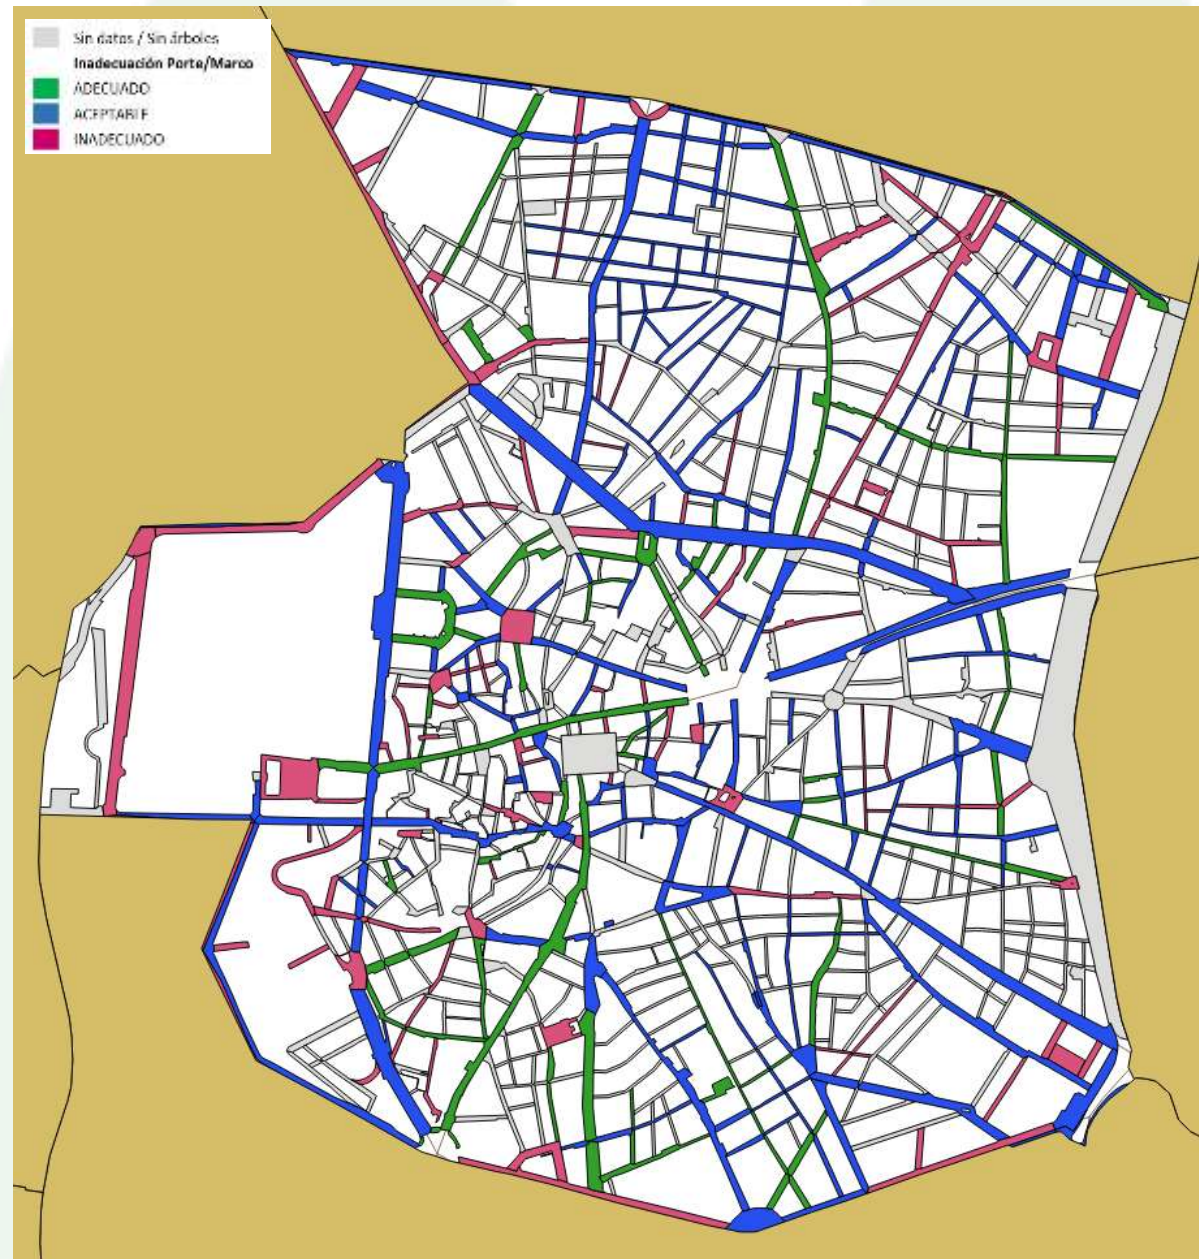 Sin datos / Sin árboles
Inadecuación Porte/Marco
ADECUADO
ACEPTABLE
INADECUADO